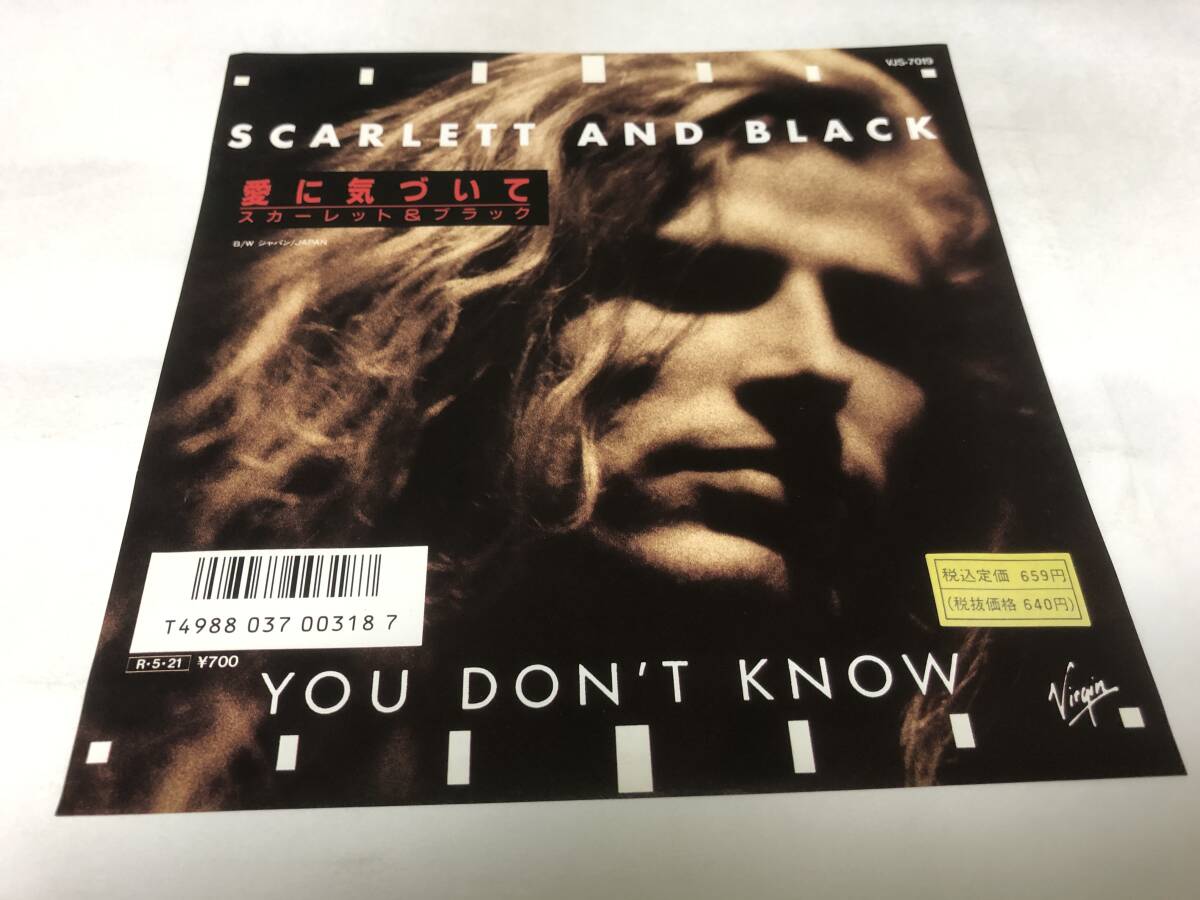 VJS-7019
SCARLETT AND BLACK
愛に気づいて
スカーレット&ブラック
B/W ジャパン/JAPAN
T4988 037 00318 7
税込定価 659円
(税抜価格 640円)
R・5・21 ¥700
YOU DON'T KNOW
Virgin